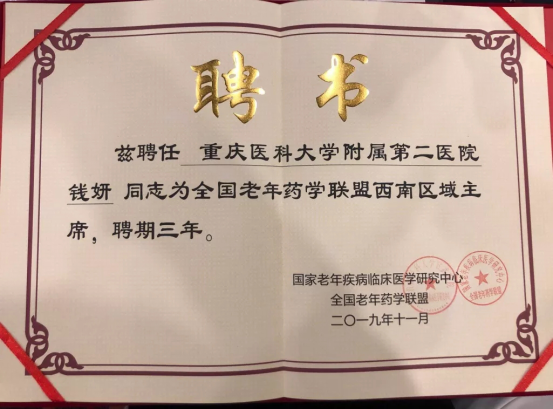 聘书
兹聘任 重庆医科大学附属第二医院
钱妍 同志为全国老年药学联盟西南区域主
席，聘期三年。
国家老年疾病临床医学研究中心
全国老年药学联盟
二〇一九年十一月